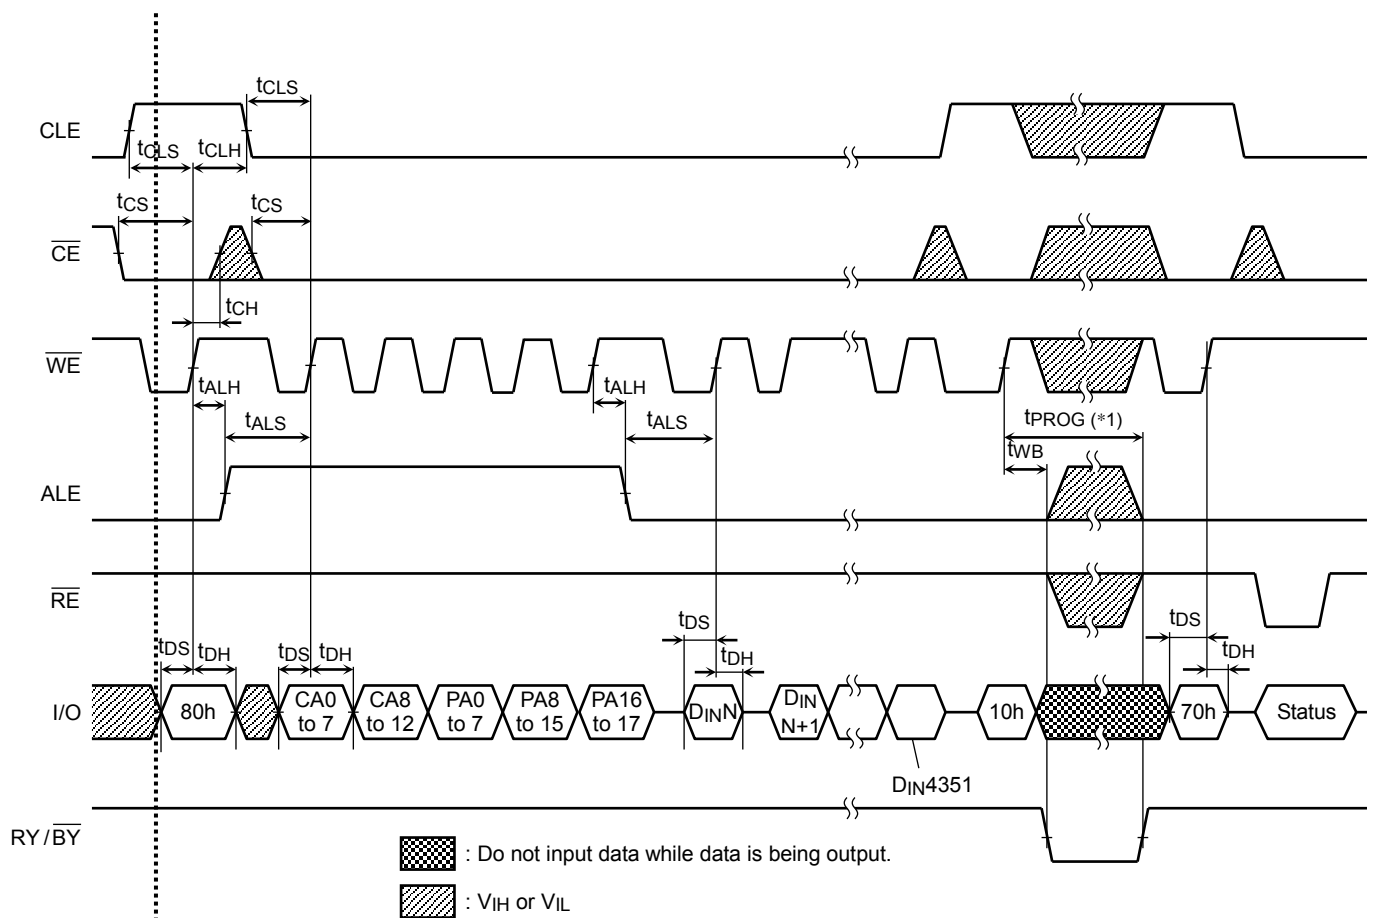 tCLS
CLE
tCLS
tCLH
tCS
tCS
CE
tCH
WE
tALH
tALH
tALS
tALS
tPROG (*1)
tWB
ALE
RE
tDS
tDH
tDS
tDH
tDS
tDH
tDS
tDH
I/O
80h
CA0
to 7
CA8
to 12
PA0
to 7
PA8
to 15
PA16
to 17
DINN
DIN
N+1
10h
70h
Status
DIN4351
RY/BY
: Do not input data while data is being output.
: VIH or VIL